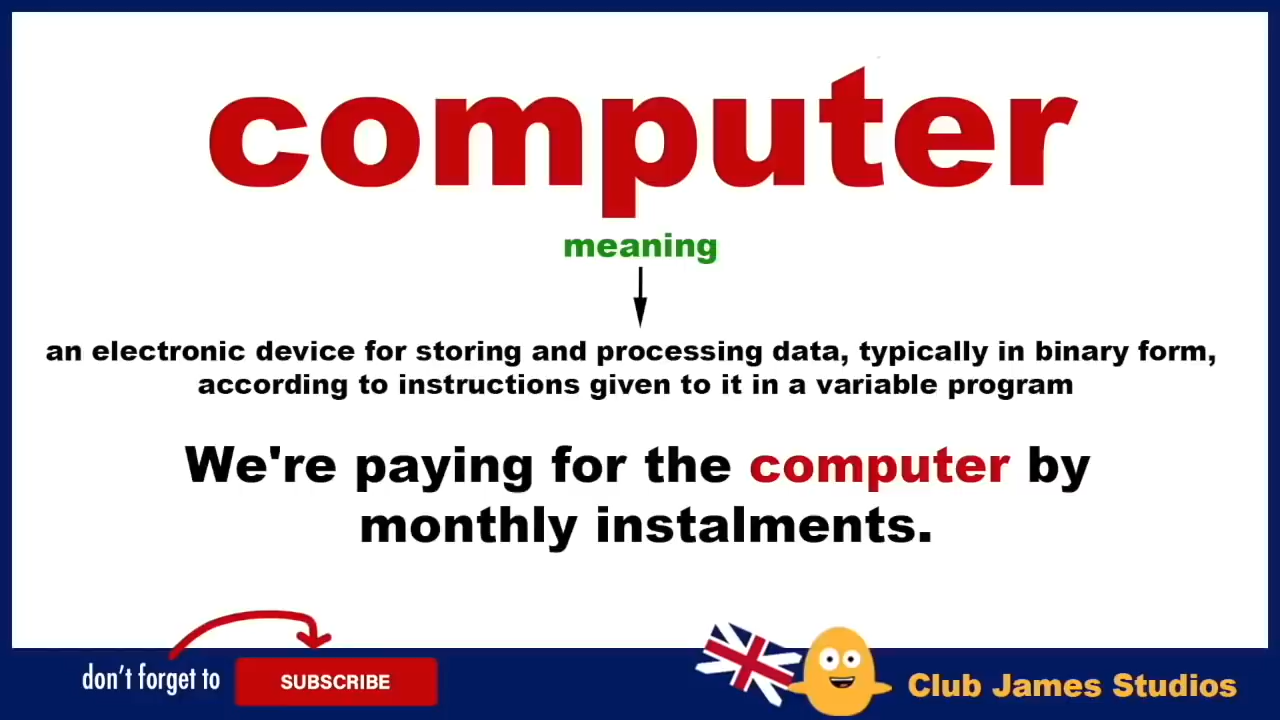 computer
meaning
an electronic device for storing and processing data, typically in binary form,
according to instructions given to it in a variable program
We're paying for the computer by
monthly instalments.
don't forget to
SUBSCRIBE
Club James Studios